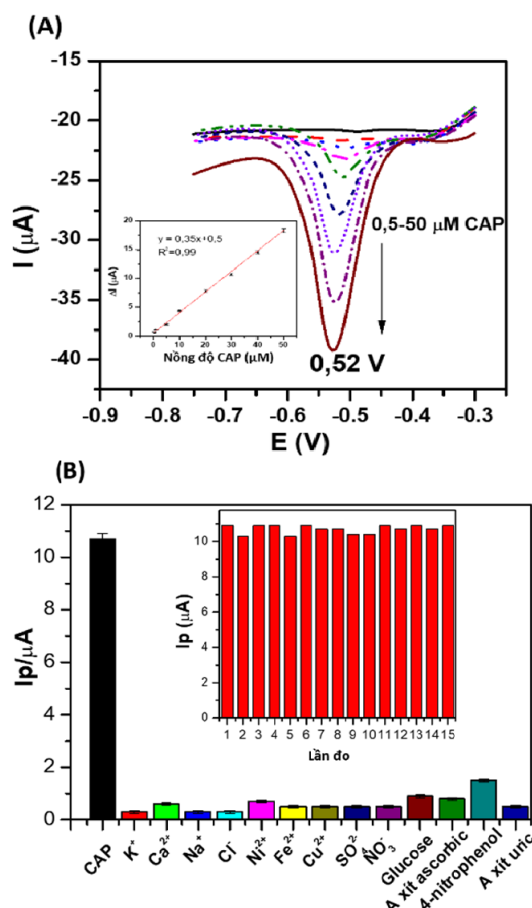 (A)
I (µA)
-15
-20
-25
-30
-35
-40
y = 0,35x+0,5
R²=0,99
ΔI (µA)
20
15
10
5
0
0 10 20 30 40 50
Nồng độ CAP (µM)
0,5-50 µM CAP
0,52 V
-0.9 -0.8 -0.7 -0.6 -0.5 -0.4 -0.3
E (V)
(B)
Ip/µA
12
10
8
6
4
2
0
Ip (µA)
10
8
6
4
2
0
1 2 3 4 5 6 7 8 9 10 11 12 13 14 15
Lần đo
CAP
K⁺
Ca²⁺
Na⁺
Cl⁻
Ni²⁺
Fe²⁺
Cu²⁺
SO₄²⁻
NO₃⁻
Glucose
A xít ascorbic
4-nitrophenol
A xít uric